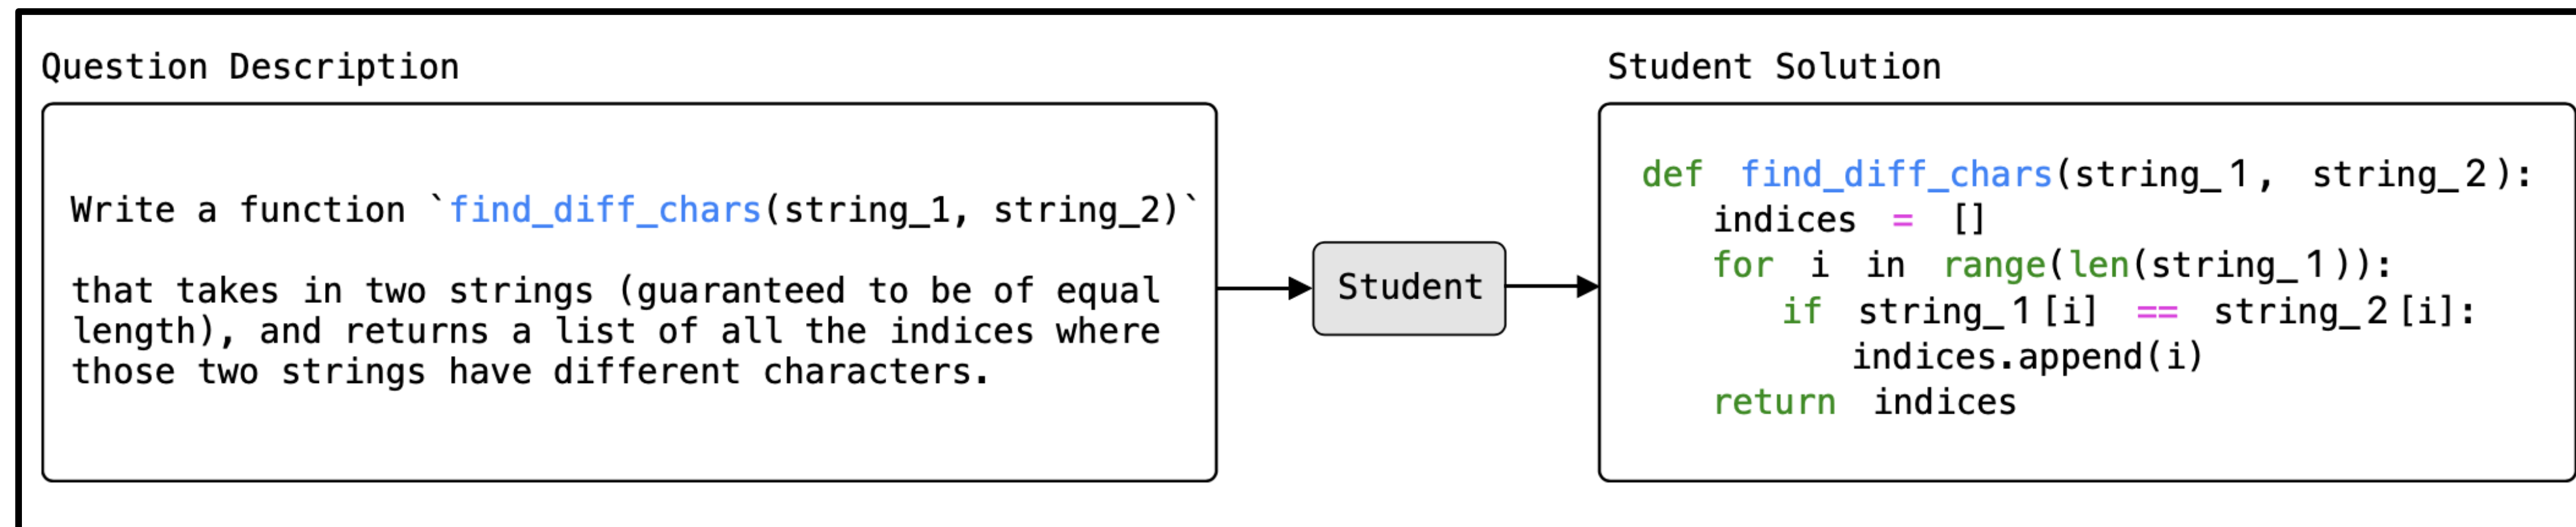 Question Description
Write a function `find_diff_chars(string_1, string_2)`
that takes in two strings (guaranteed to be of equal
length), and returns a list of all the indices where
those two strings have different characters.
Student
Student Solution
def find_diff_chars(string_1, string_2):
    indices = []
    for i in range(len(string_1)):
        if string_1[i] == string_2[i]:
            indices.append(i)
    return indices